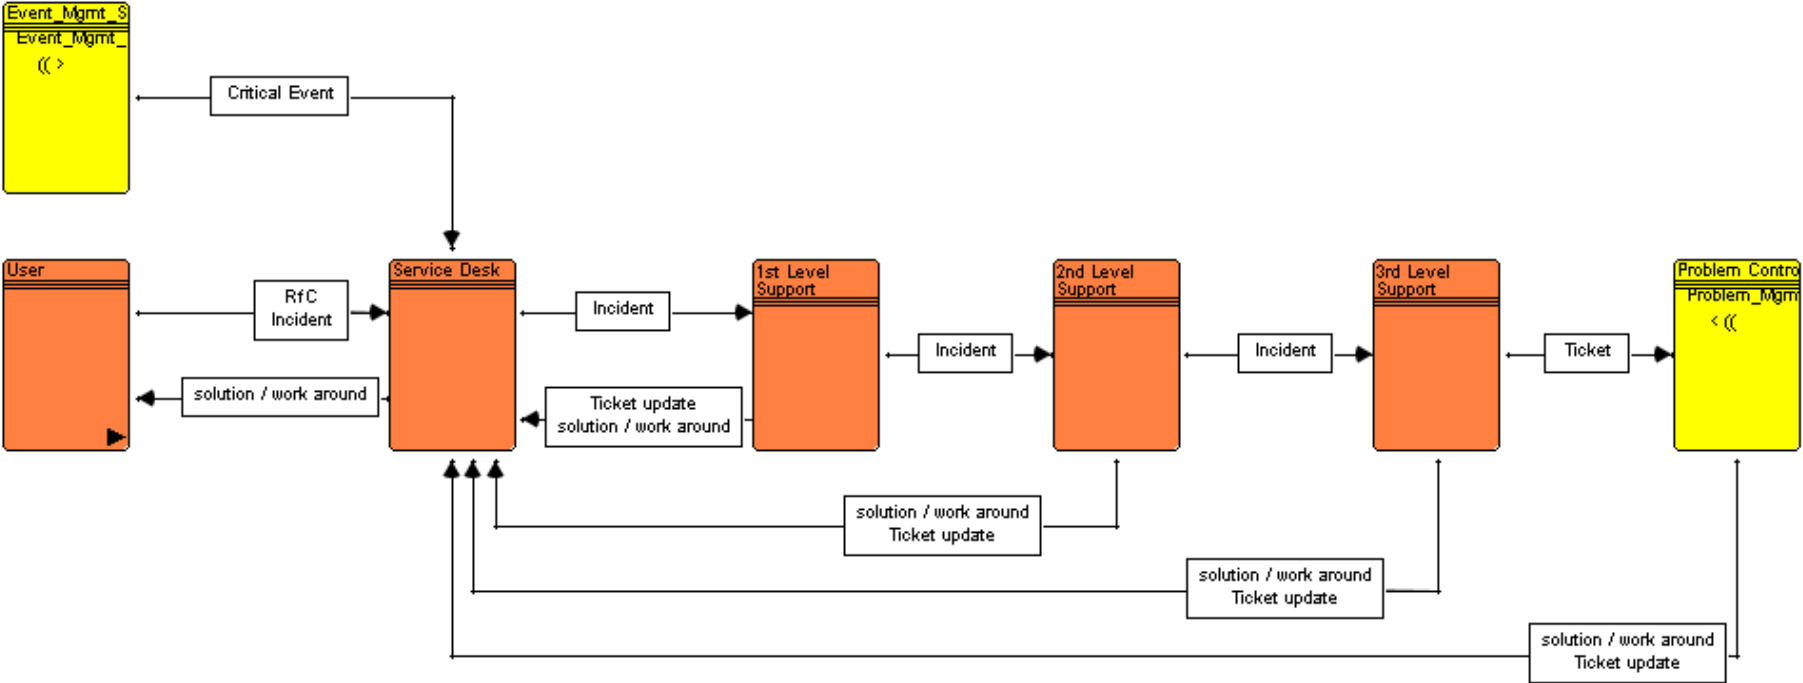 Event_Mgmt_S
Event_Mgmt_
Critical Event
User
RfC
Incident
solution / work around
Service Desk
Incident
Ticket update
solution / work around
1st Level
Support
Incident
2nd Level
Support
Incident
3rd Level
Support
Ticket
Problem Contro
Problem_Mgm
solution / work around
Ticket update
solution / work around
Ticket update
solution / work around
Ticket update